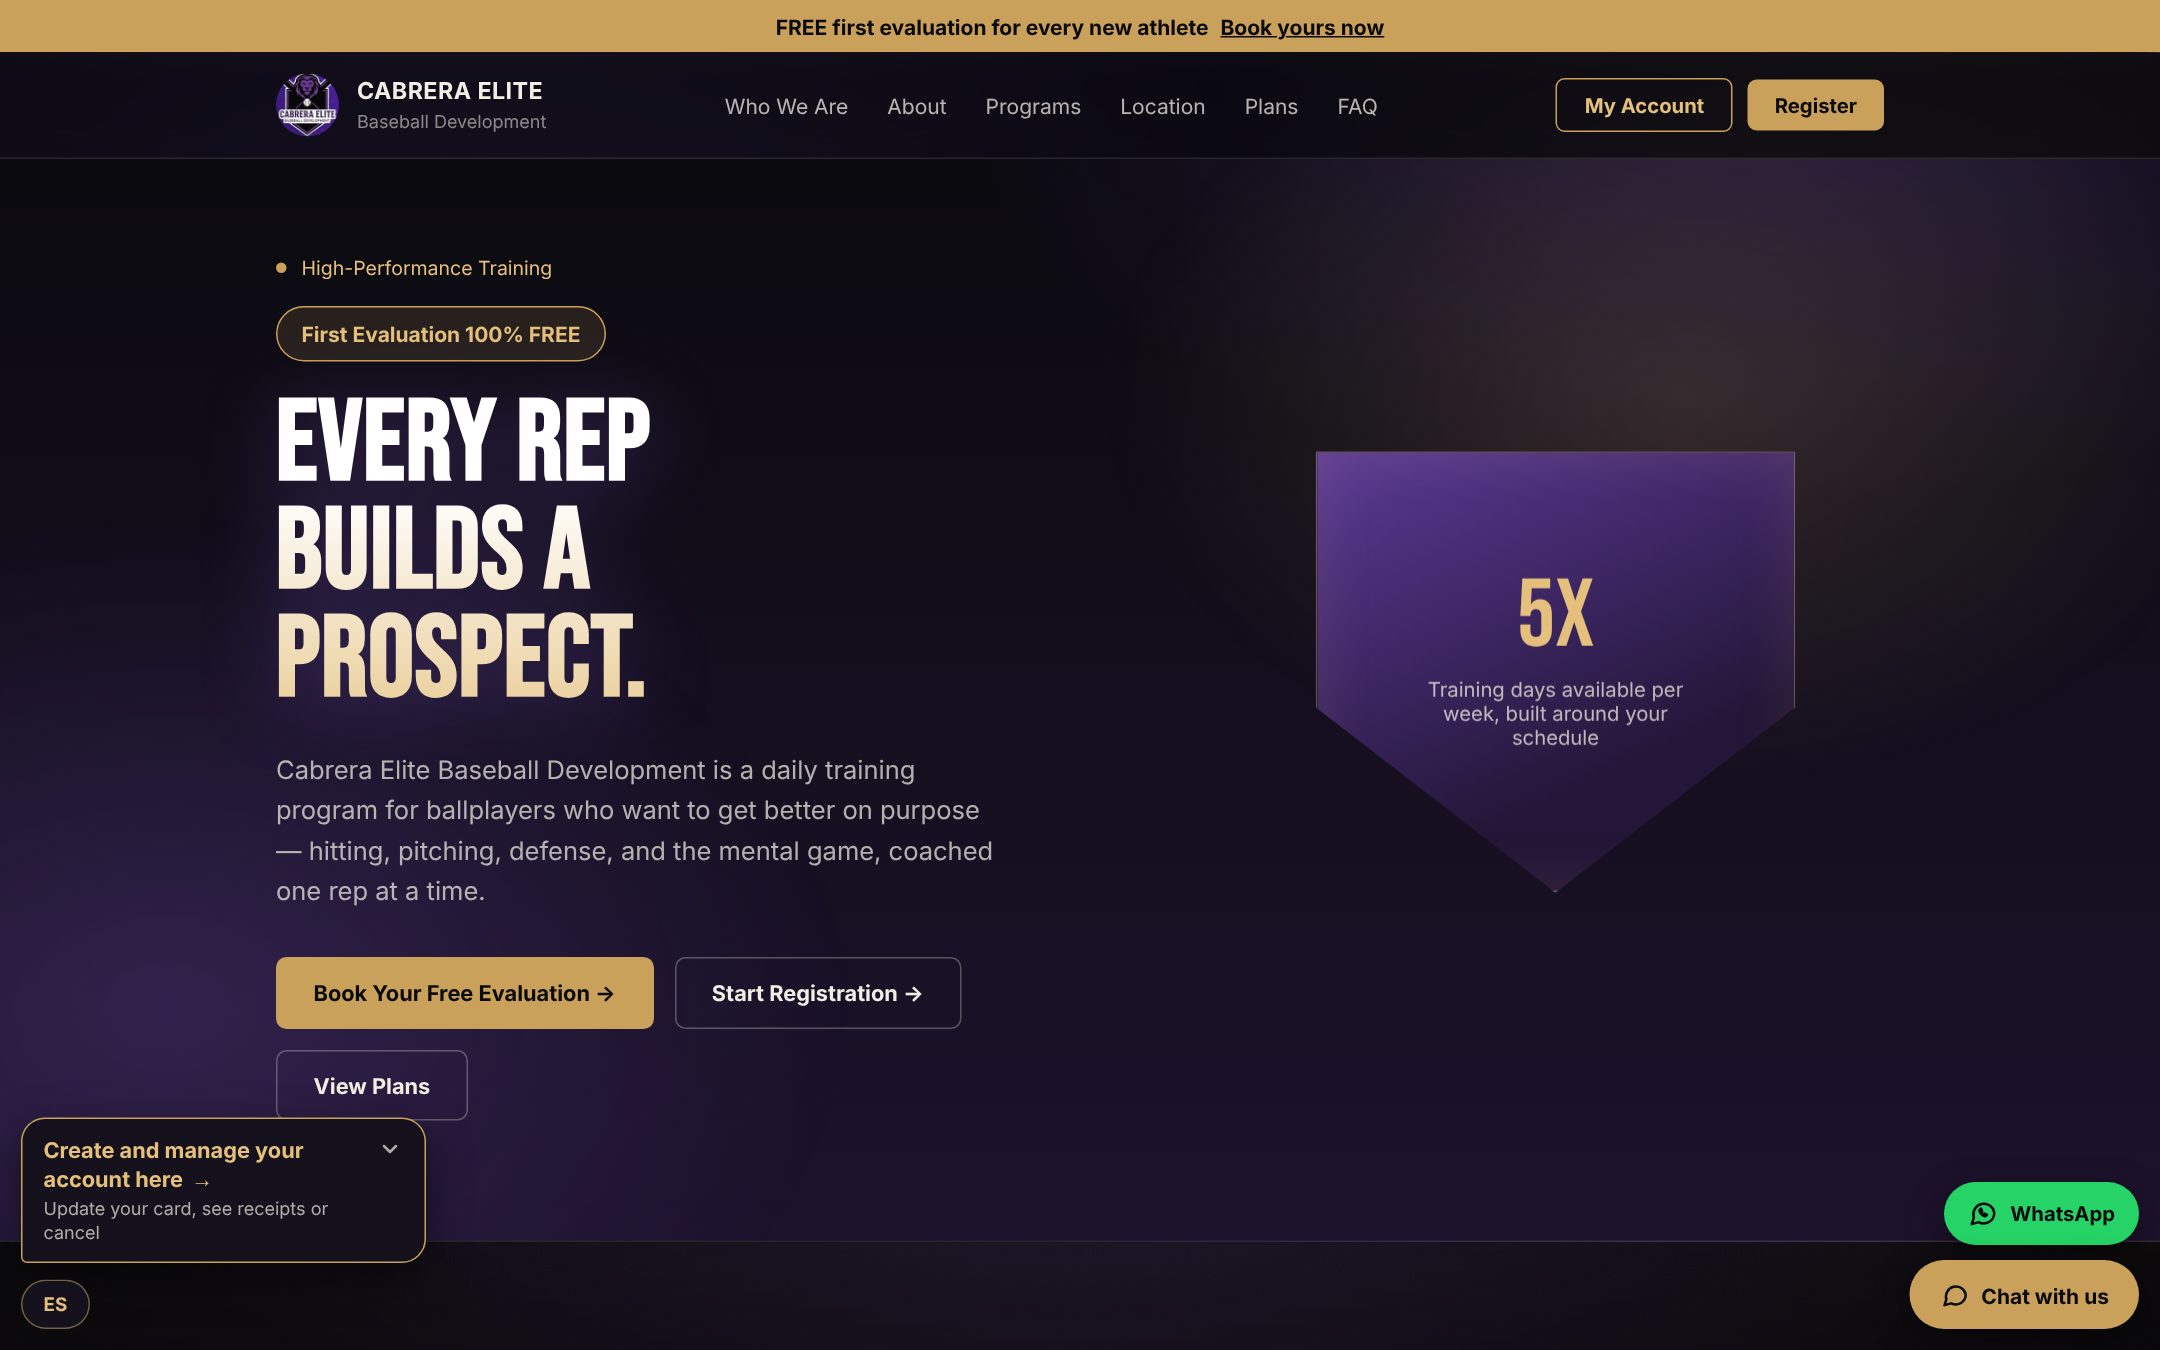 FREE first evaluation for every new athlete Book yours now
CABRERA ELITE
BASEBALL DEVELOPMENT
CABRERA ELITE
Baseball Development
Who We Are
About
Programs
Location
Plans
FAQ
My Account
Register
High-Performance Training
First Evaluation 100% FREE
EVERY REP
BUILDS A
PROSPECT.
Cabrera Elite Baseball Development is a daily training
program for ballplayers who want to get better on purpose
— hitting, pitching, defense, and the mental game, coached
one rep at a time.
Book Your Free Evaluation →
Start Registration →
View Plans
5X
Training days available per
week, built around your
schedule
Create and manage your
account here →
Update your card, see receipts or
cancel
ES
WhatsApp
Chat with us